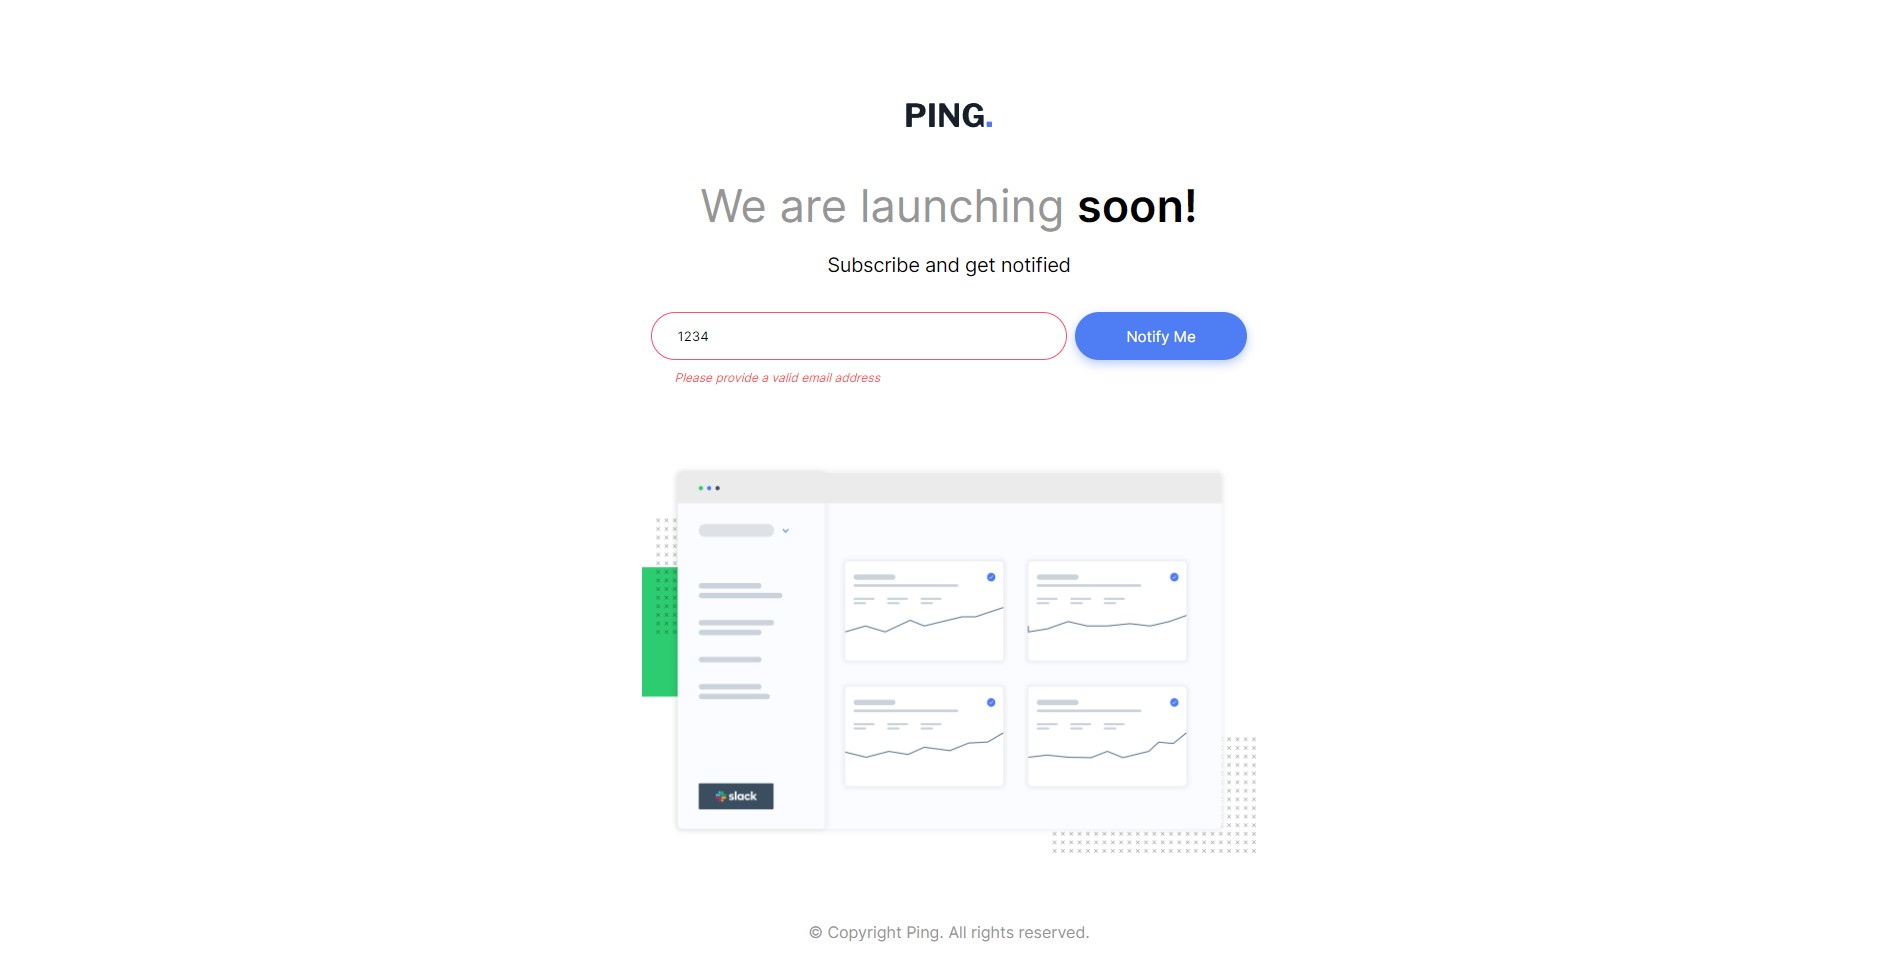 PING.
We are launching soon!
Subscribe and get notified
1234
Notify Me
Please provide a valid email address
slack
© Copyright Ping. All rights reserved.